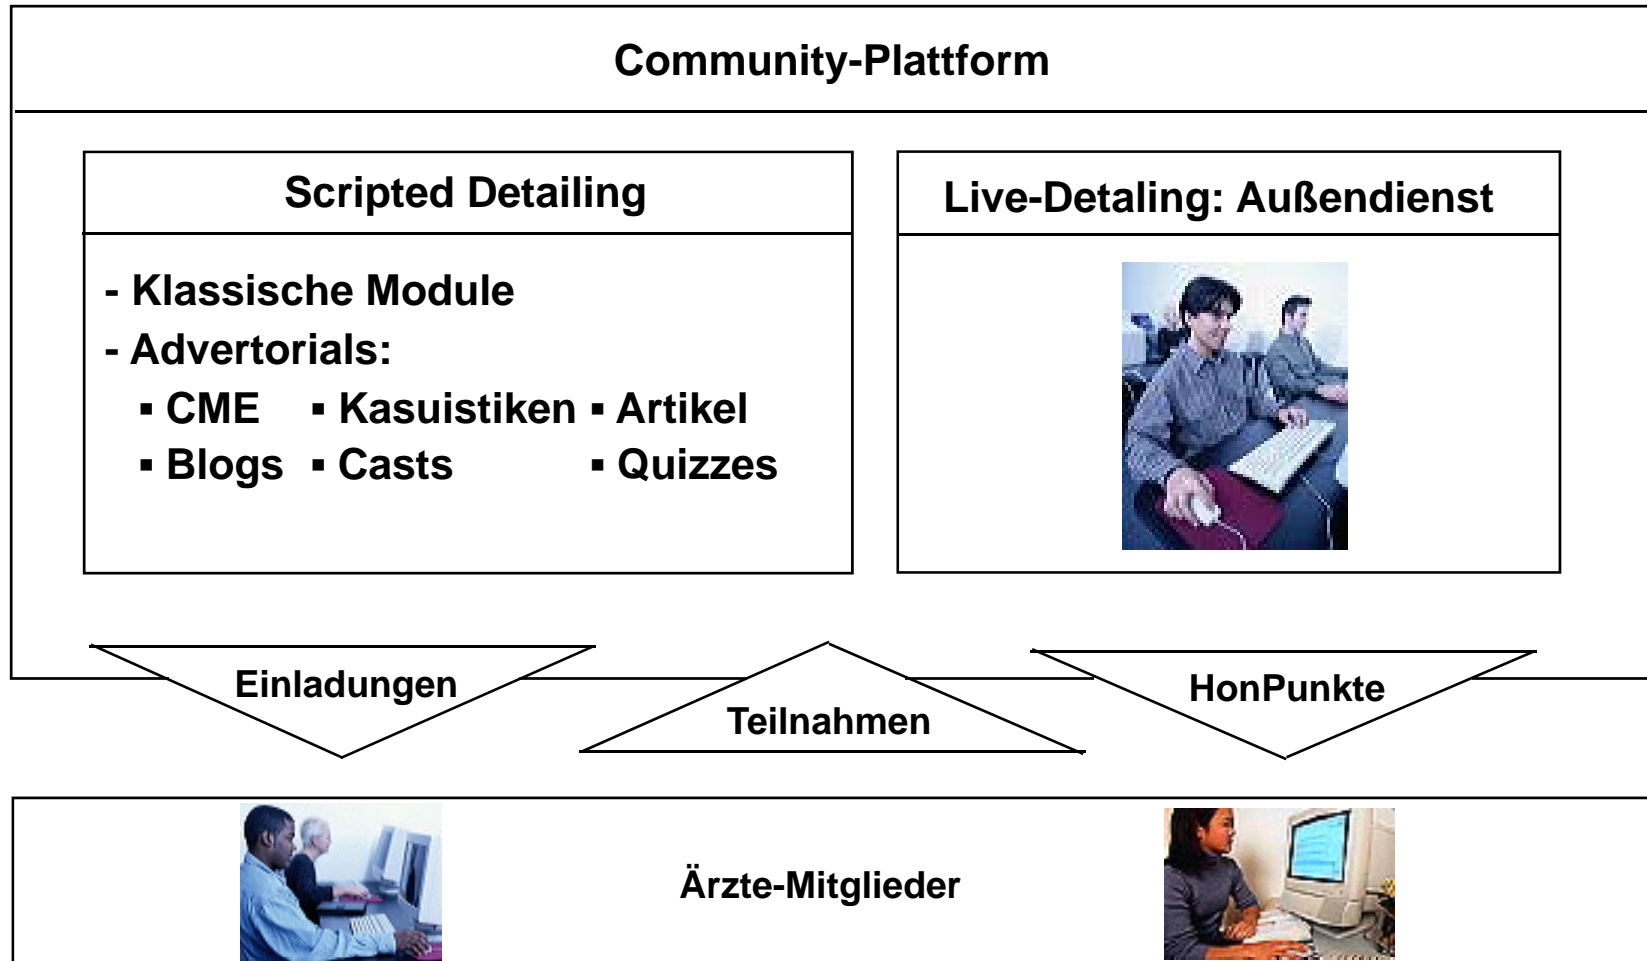 Community-Plattform
Scripted Detailing
- Klassische Module
- Advertorials:
▪ CME ▪ Kasuistiken ▪ Artikel
▪ Blogs ▪ Casts ▪ Quizzes
Live-Detaling: Außendienst
Einladungen
Teilnahmen
HonPunkte
Ärzte-Mitglieder